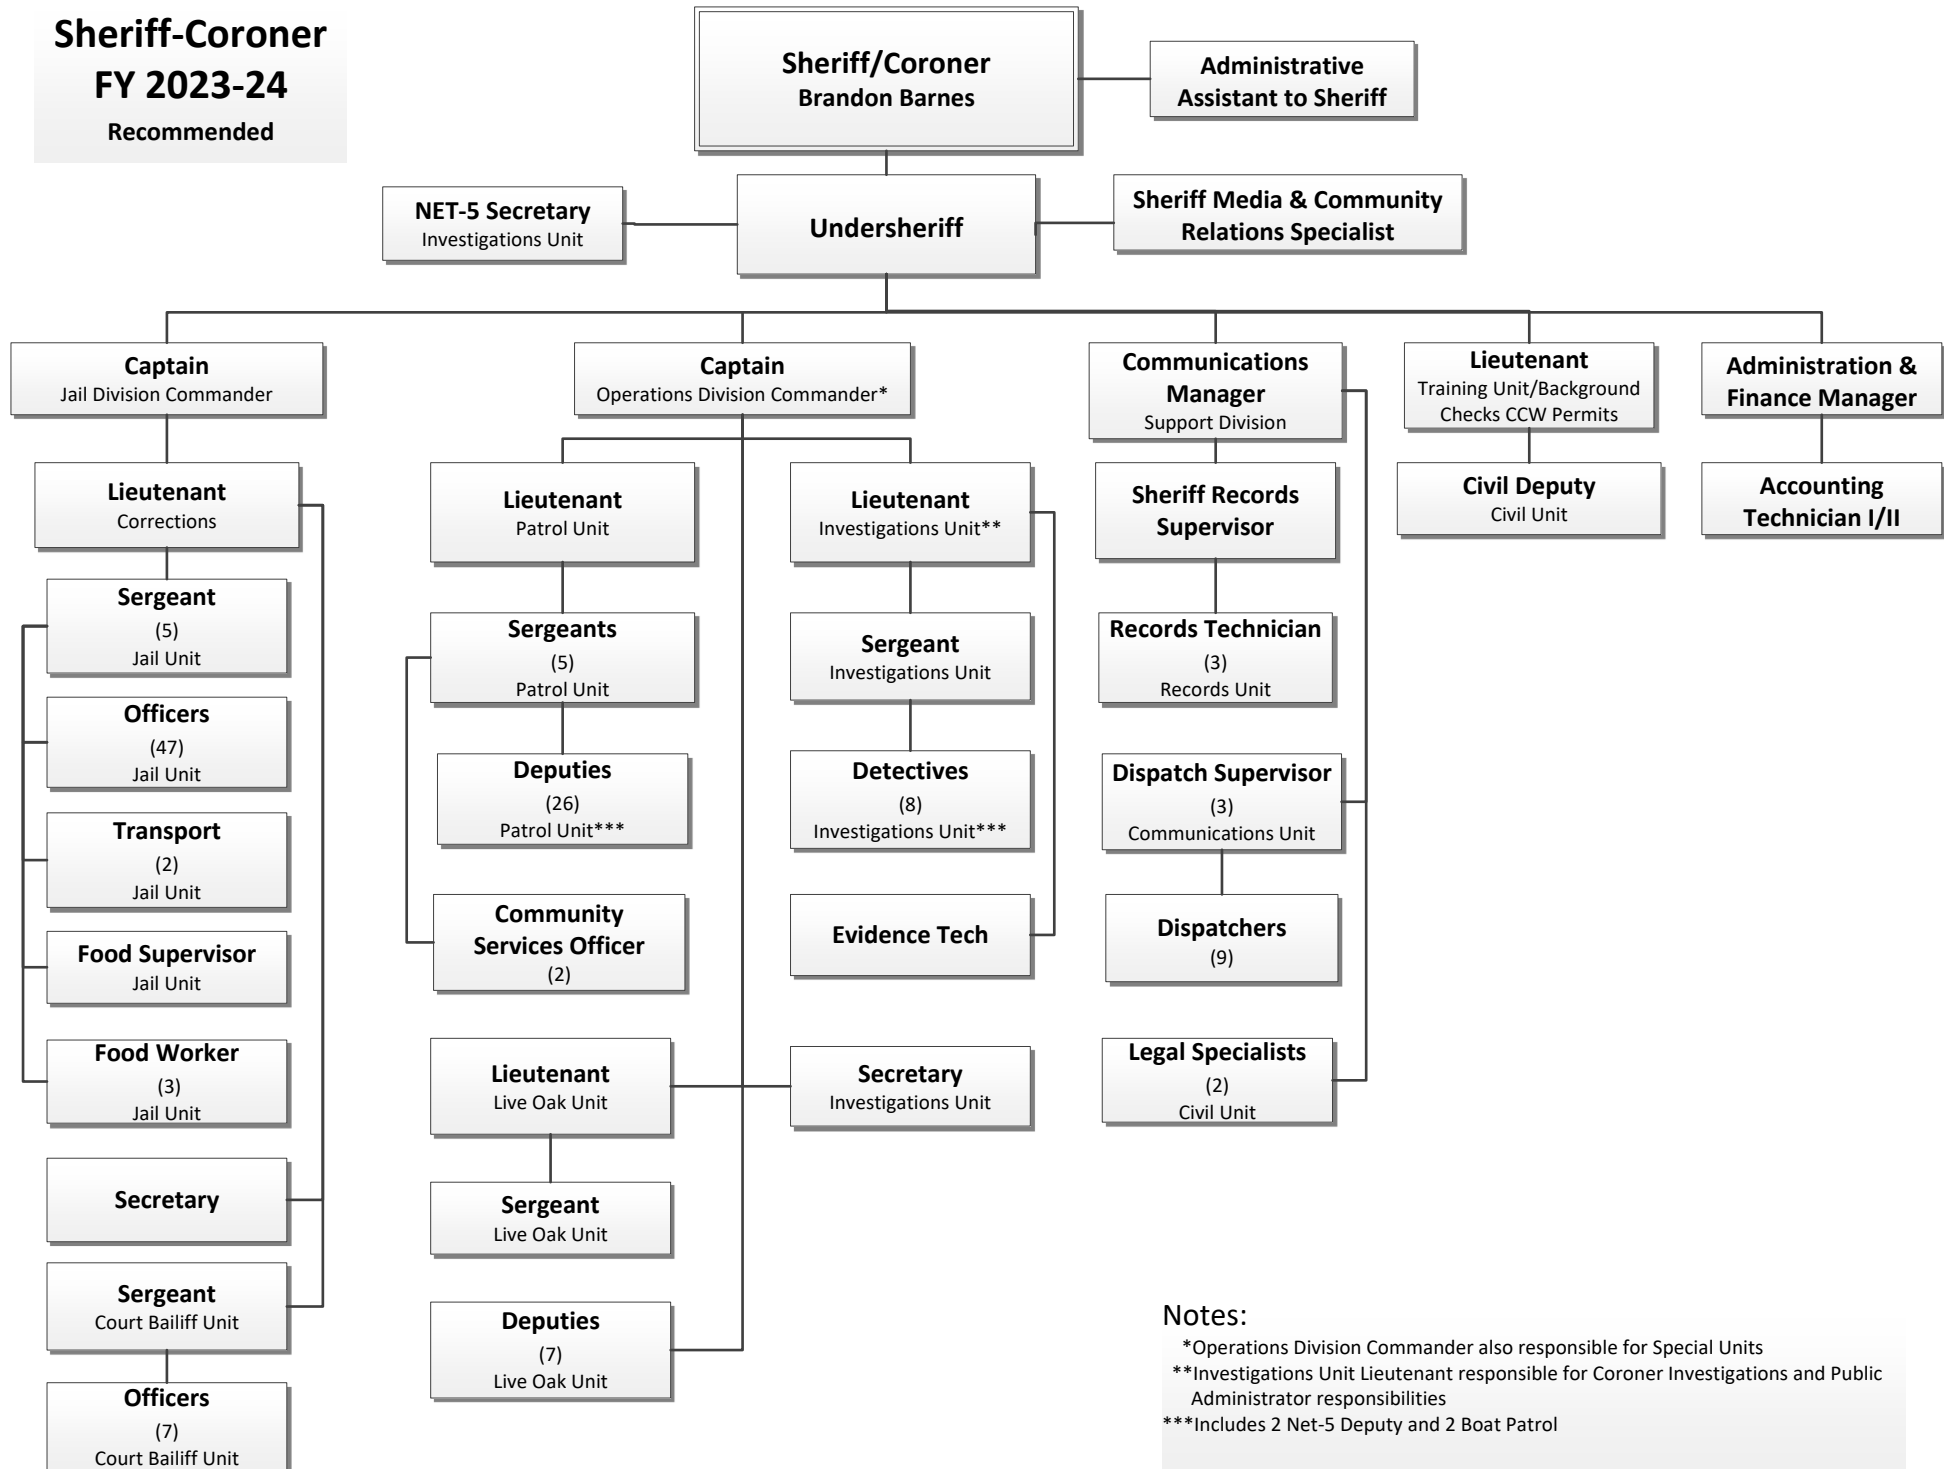 Sheriff-Coroner
FY 2023-24
Recommended
Sheriff/Coroner
Brandon Barnes
Administrative
Assistant to Sheriff
NET-5 Secretary
Investigations Unit
Undersheriff
Sheriff Media & Community
Relations Specialist
Captain
Jail Division Commander
Captain
Operations Division Commander*
Communications
Manager
Support Division
Lieutenant
Training Unit/Background
Checks CCW Permits
Administration &
Finance Manager
Lieutenant
Corrections
Sergeant
(5)
Jail Unit
Officers
(47)
Jail Unit
Transport
(2)
Jail Unit
Food Supervisor
Jail Unit
Food Worker
(3)
Jail Unit
Secretary
Sergeant
Court Bailiff Unit
Officers
(7)
Court Bailiff Unit
Lieutenant
Patrol Unit
Sergeants
(5)
Patrol Unit
Deputies
(26)
Patrol Unit***
Community
Services Officer
(2)
Lieutenant
Live Oak Unit
Sergeant
Live Oak Unit
Deputies
(7)
Live Oak Unit
Lieutenant
Investigations Unit**
Sergeant
Investigations Unit
Detectives
(8)
Investigations Unit***
Evidence Tech
Secretary
Investigations Unit
Sheriff Records
Supervisor
Records Technician
(3)
Records Unit
Dispatch Supervisor
(3)
Communications Unit
Dispatchers
(9)
Legal Specialists
(2)
Civil Unit
Civil Deputy
Civil Unit
Accounting
Technician I/II
Notes:
*Operations Division Commander also responsible for Special Units
**Investigations Unit Lieutenant responsible for Coroner Investigations and Public
Administrator responsibilities
***Includes 2 Net-5 Deputy and 2 Boat Patrol